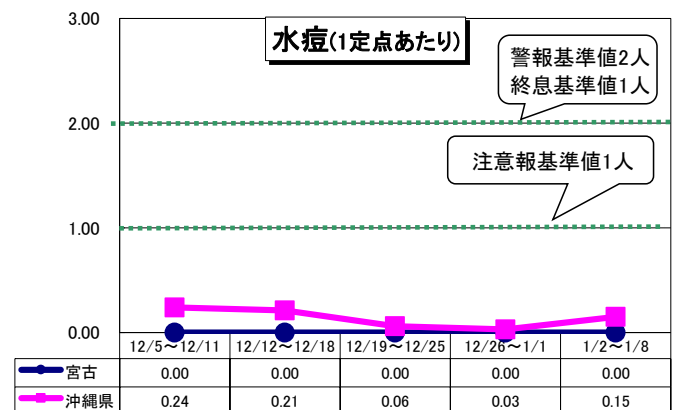 水痘(1定点あたり)
3.00
警報基準値2人
終息基準値1人
2.00
注意報基準値1人
1.00
0.00
12/5～12/11 12/12～12/18 12/19～12/25 12/26～1/1 1/2～1/8
宮古 0.00 0.00 0.00 0.00 0.00
沖縄県 0.24 0.21 0.06 0.03 0.15